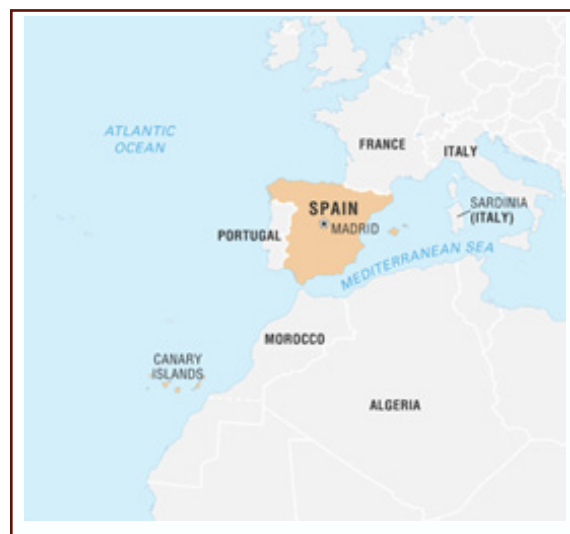 ATLANTIC
OCEAN
FRANCE
ITALY
SPAIN
MADRID
SARDINIA
(ITALY)
PORTUGAL
MEDITERRANEAN SEA
MOROCCO
CANARY
ISLANDS
ALGERIA